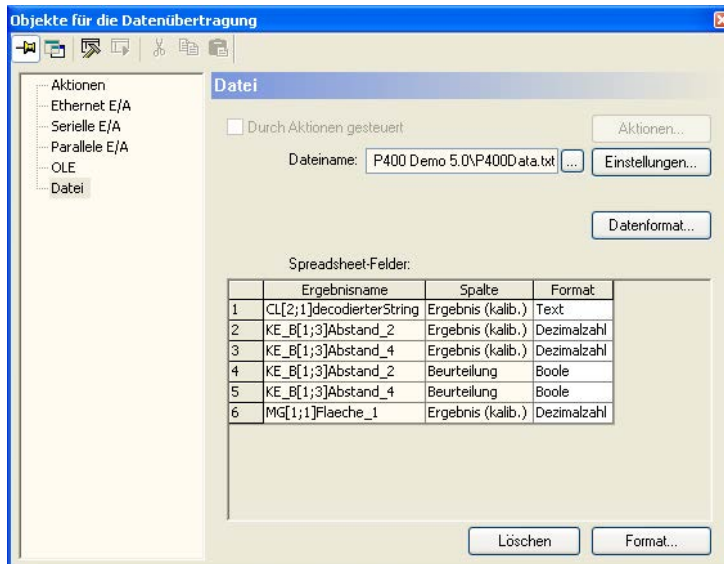 Objekte für die Datenübertragung
Aktionen
Ethernet E/A
Serielle E/A
Parallele E/A
OLE
Datei
Datei
Durch Aktionen gesteuert
Aktionen...
Dateiname: P400 Demo 5.0\P400Data.txt ... Einstellungen...
Datenformat...
Spreadsheet-Felder:
Ergebnisname Spalte Format
1 CL[2;1]decodierterString Ergebnis (kalib.) Text
2 KE_B[1;3]Abstand_2 Ergebnis (kalib.) Dezimalzahl
3 KE_B[1;3]Abstand_4 Ergebnis (kalib.) Dezimalzahl
4 KE_B[1;3]Abstand_2 Beurteilung Boole
5 KE_B[1;3]Abstand_4 Beurteilung Boole
6 MG[1;1]Flaeche_1 Ergebnis (kalib.) Dezimalzahl
Löschen Format...